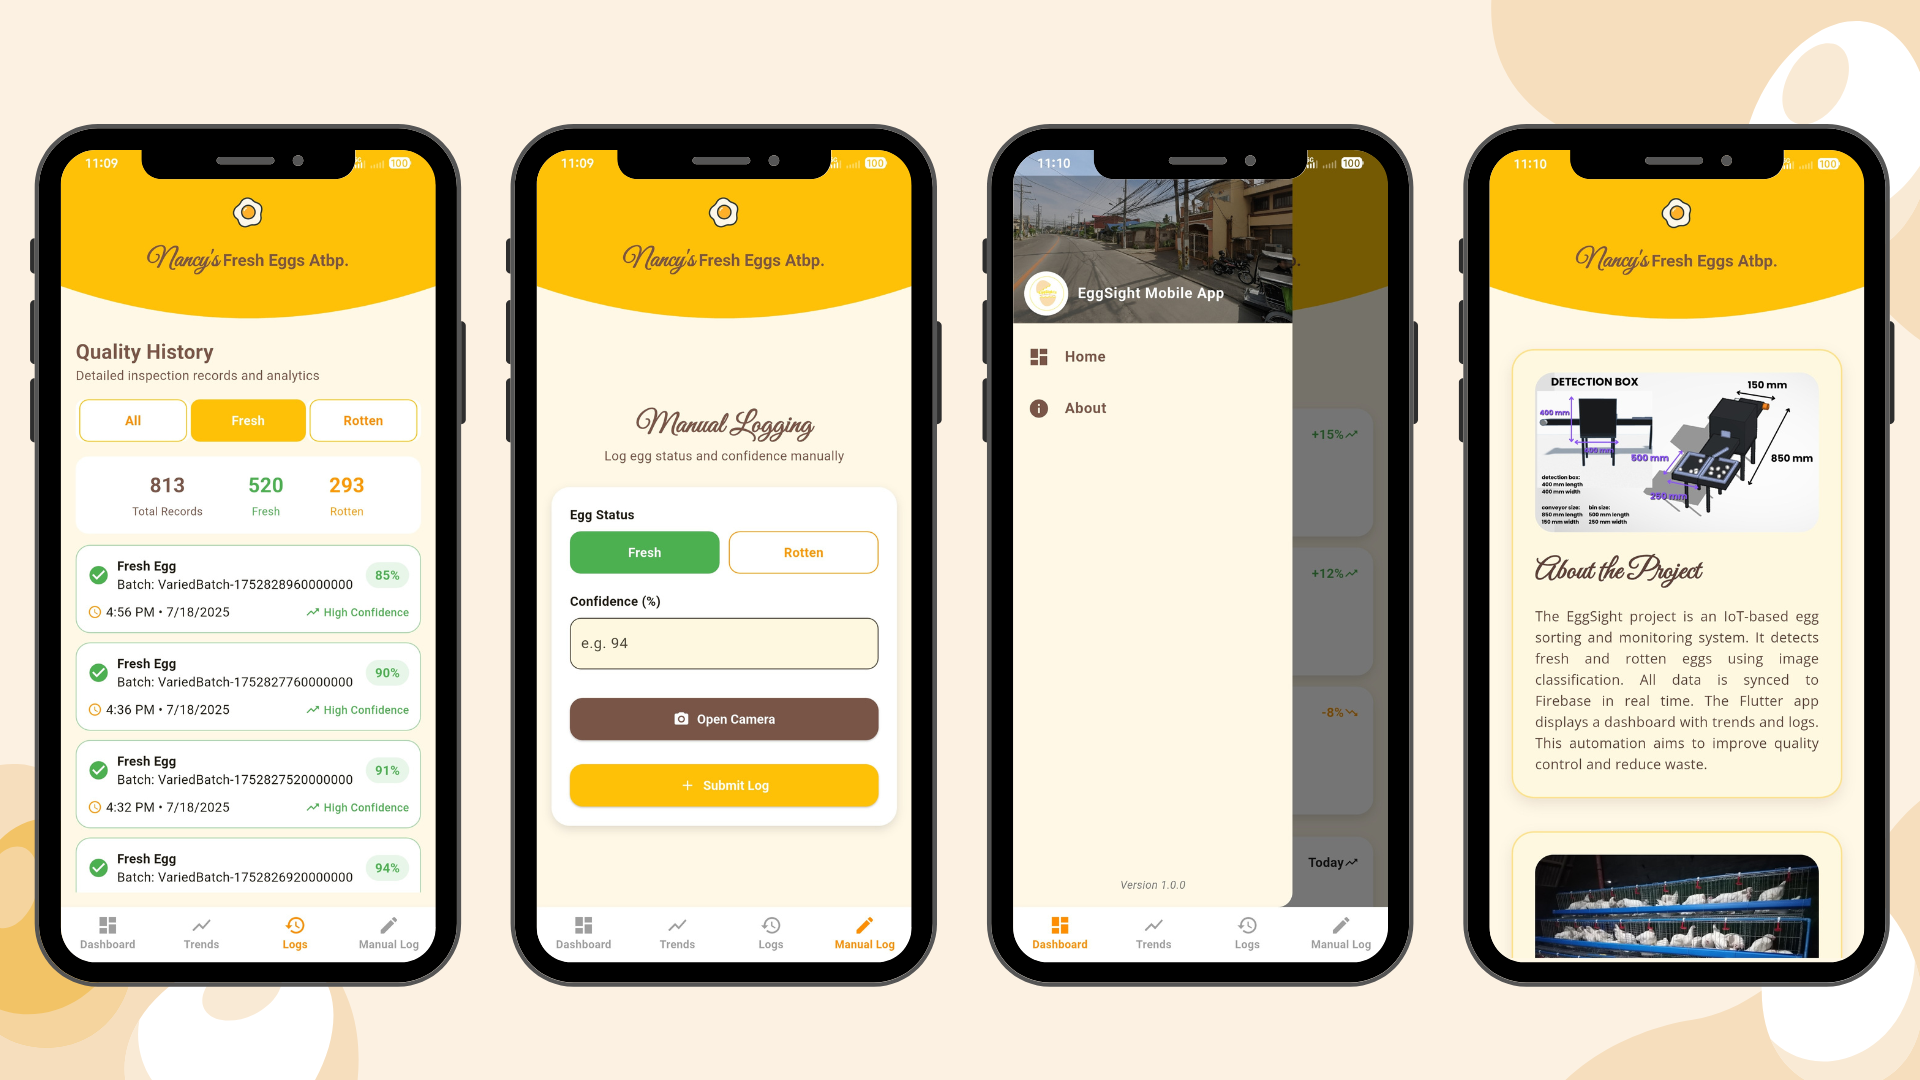 11:09
100
Nancy's Fresh Eggs Atbp.
Quality History
Detailed inspection records and analytics
All
Fresh
Rotten
813
520
293
Total Records
Fresh
Rotten
Fresh Egg
Batch: VariedBatch-1752828960000000
85%
4:56 PM • 7/18/2025
High Confidence
Fresh Egg
Batch: VariedBatch-1752827760000000
90%
4:36 PM • 7/18/2025
High Confidence
Fresh Egg
Batch: VariedBatch-1752827520000000
91%
4:32 PM • 7/18/2025
High Confidence
Fresh Egg
Batch: VariedBatch-1752826920000000
94%
Dashboard
Trends
Logs
Manual Log
11:09
100
Nancy's Fresh Eggs Atbp.
Manual Logging
Log egg status and confidence manually
Egg Status
Fresh
Rotten
Confidence (%)
e.g. 94
Open Camera
+ Submit Log
Dashboard
Trends
Logs
Manual Log
11:10
100
EggSight Mobile App
Home
About
+15%
+12%
-8%
Today
Version 1.0.0
Dashboard
Trends
Logs
Manual Log
11:10
100
Nancy's Fresh Eggs Atbp.
DETECTION BOX
150 mm
400 mm
400 mm
500 mm
850 mm
250 mm
detection box:
400 mm length
400 mm width
conveyor size:
850 mm length
150 mm width
bin size:
500 mm length
250 mm width
About the Project
The EggSight project is an IoT-based egg
sorting and monitoring system. It detects
fresh and rotten eggs using image
classification. All data is synced to
Firebase in real time. The Flutter app
displays a dashboard with trends and logs.
This automation aims to improve quality
control and reduce waste.